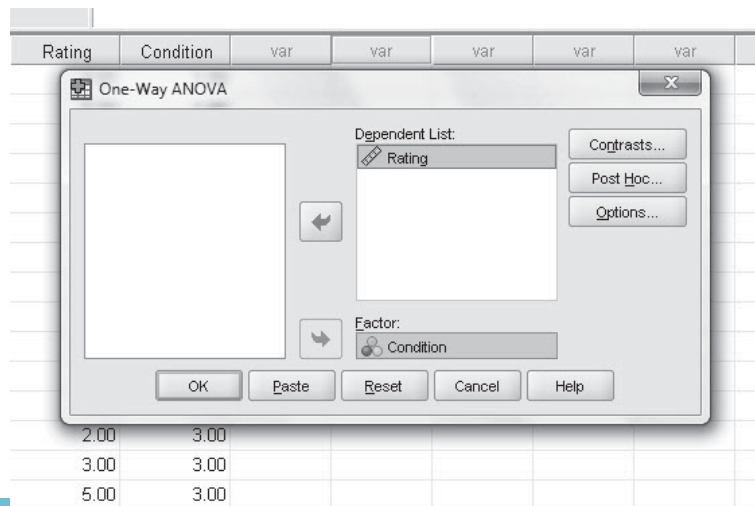 Rating Condition var var var var var
One-Way ANOVA
Dependent List:
Rating
Contrasts...
Post Hoc...
Options...
Factor:
Condition
OK Paste Reset Cancel Help
2.00 3.00
3.00 3.00
5.00 3.00